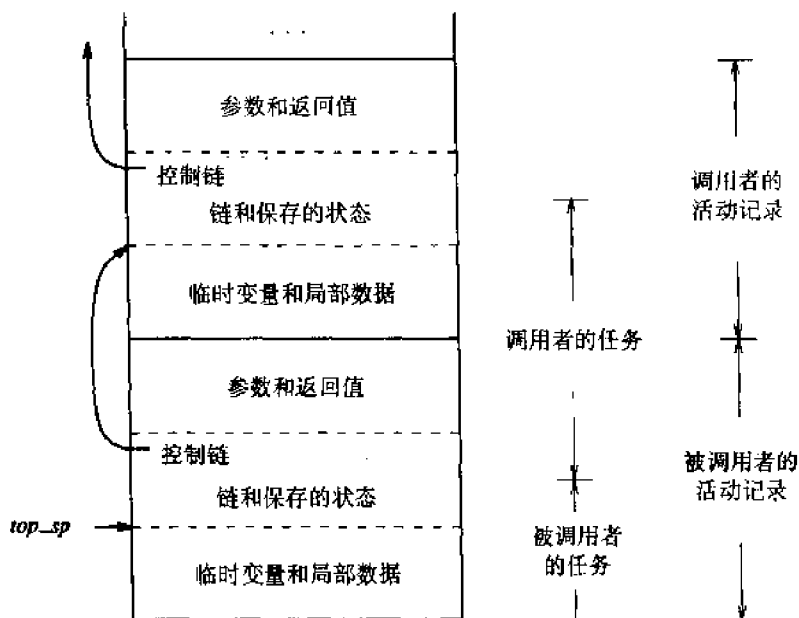 ...
参数和返回值
控制链
链和保存的状态
临时变量和局部数据
参数和返回值
控制链
链和保存的状态
top_sp
临时变量和局部数据
调用者的任务
被调用者
的任务
调用者的
活动记录
被调用者的
活动记录